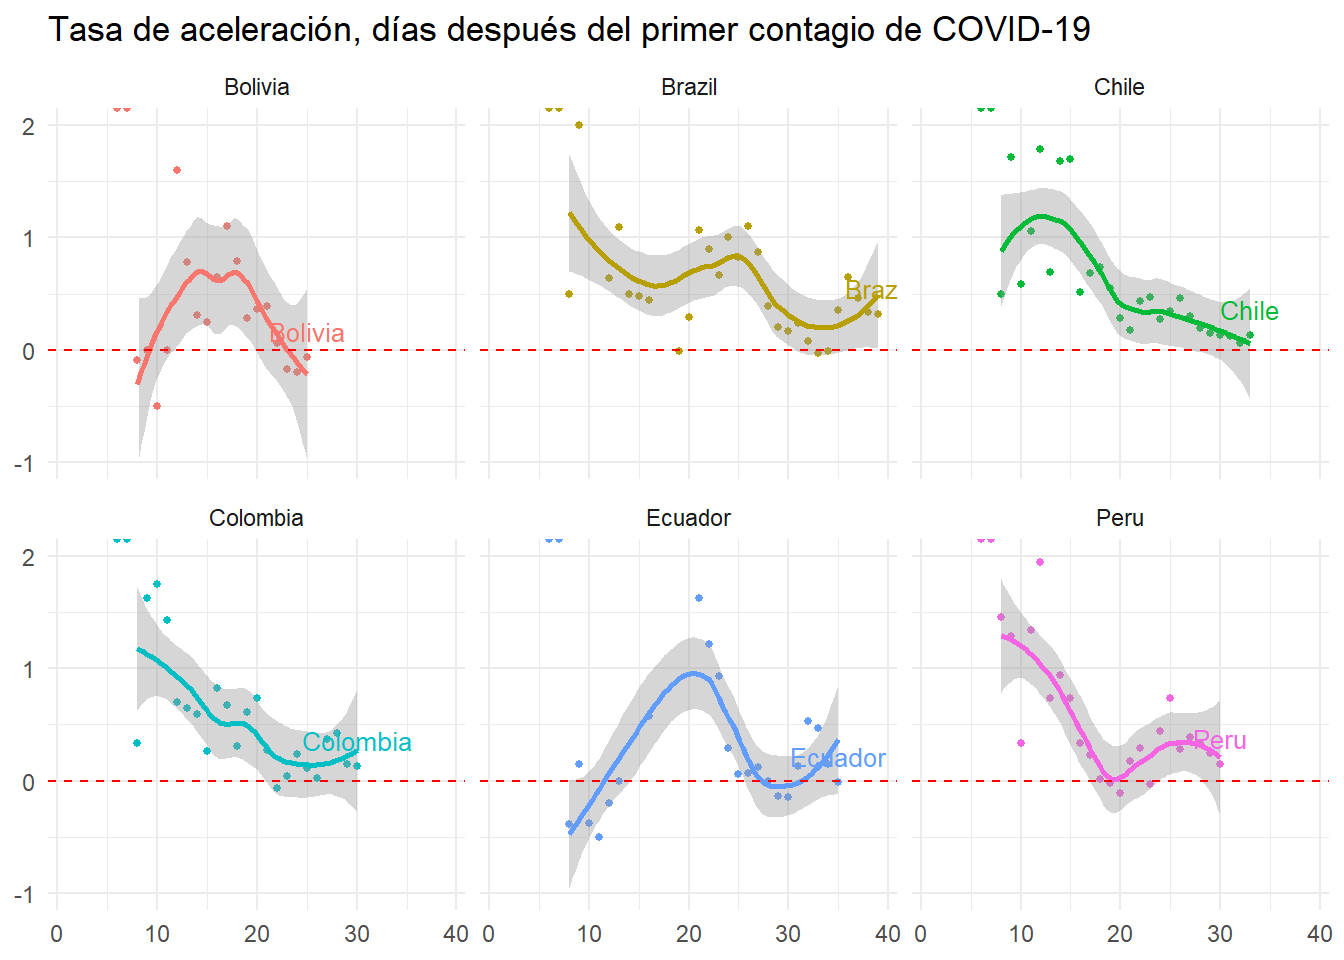 Tasa de aceleración, días después del primer contagio de COVID-19
Bolivia Brazil Chile
2
1
0
-1
Bolivia
Braz
Chile
Colombia Ecuador Peru
2
1
0
-1
Colombia
Ecuador
Peru
0 10 20 30 40 0 10 20 30 40 0 10 20 30 40